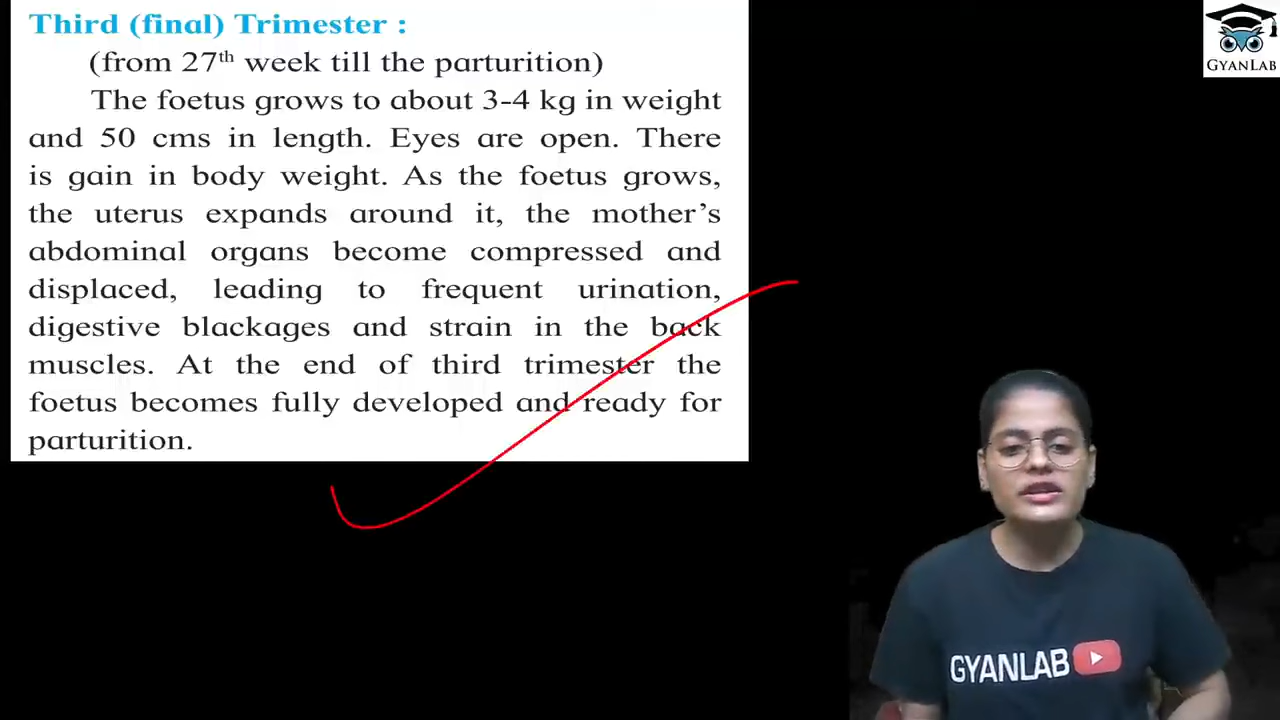 Third (final) Trimester :
(from 27th week till the parturition)
The foetus grows to about 3-4 kg in weight
and 50 cms in length. Eyes are open. There
is gain in body weight. As the foetus grows,
the uterus expands around it, the mother's
abdominal organs become compressed and
displaced, leading to frequent urination,
digestive blackages and strain in the back
muscles. At the end of third trimester the
foetus becomes fully developed and ready for
parturition.
GYANLAB
GYANLAB